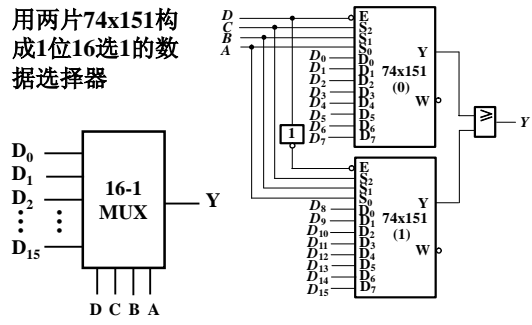 用两片74x151构
成1位16选1的数
据选择器
D0
D1
D2
D15
16-1
MUX
Y
D C B A
D
C
B
A
E
S2
S1
S0
D0 D0
D1 D1
D2 D2
D3 D3
D4 D4
D5 D5
D6 D6
D7 D7
Y
74x151
(0)
W
1
≥
Y
E
S2
S1
S0
D8 D0
D9 D1
D10 D2
D11 D3
D12 D4
D13 D5
D14 D6
D15 D7
Y
74x151
(1)
W